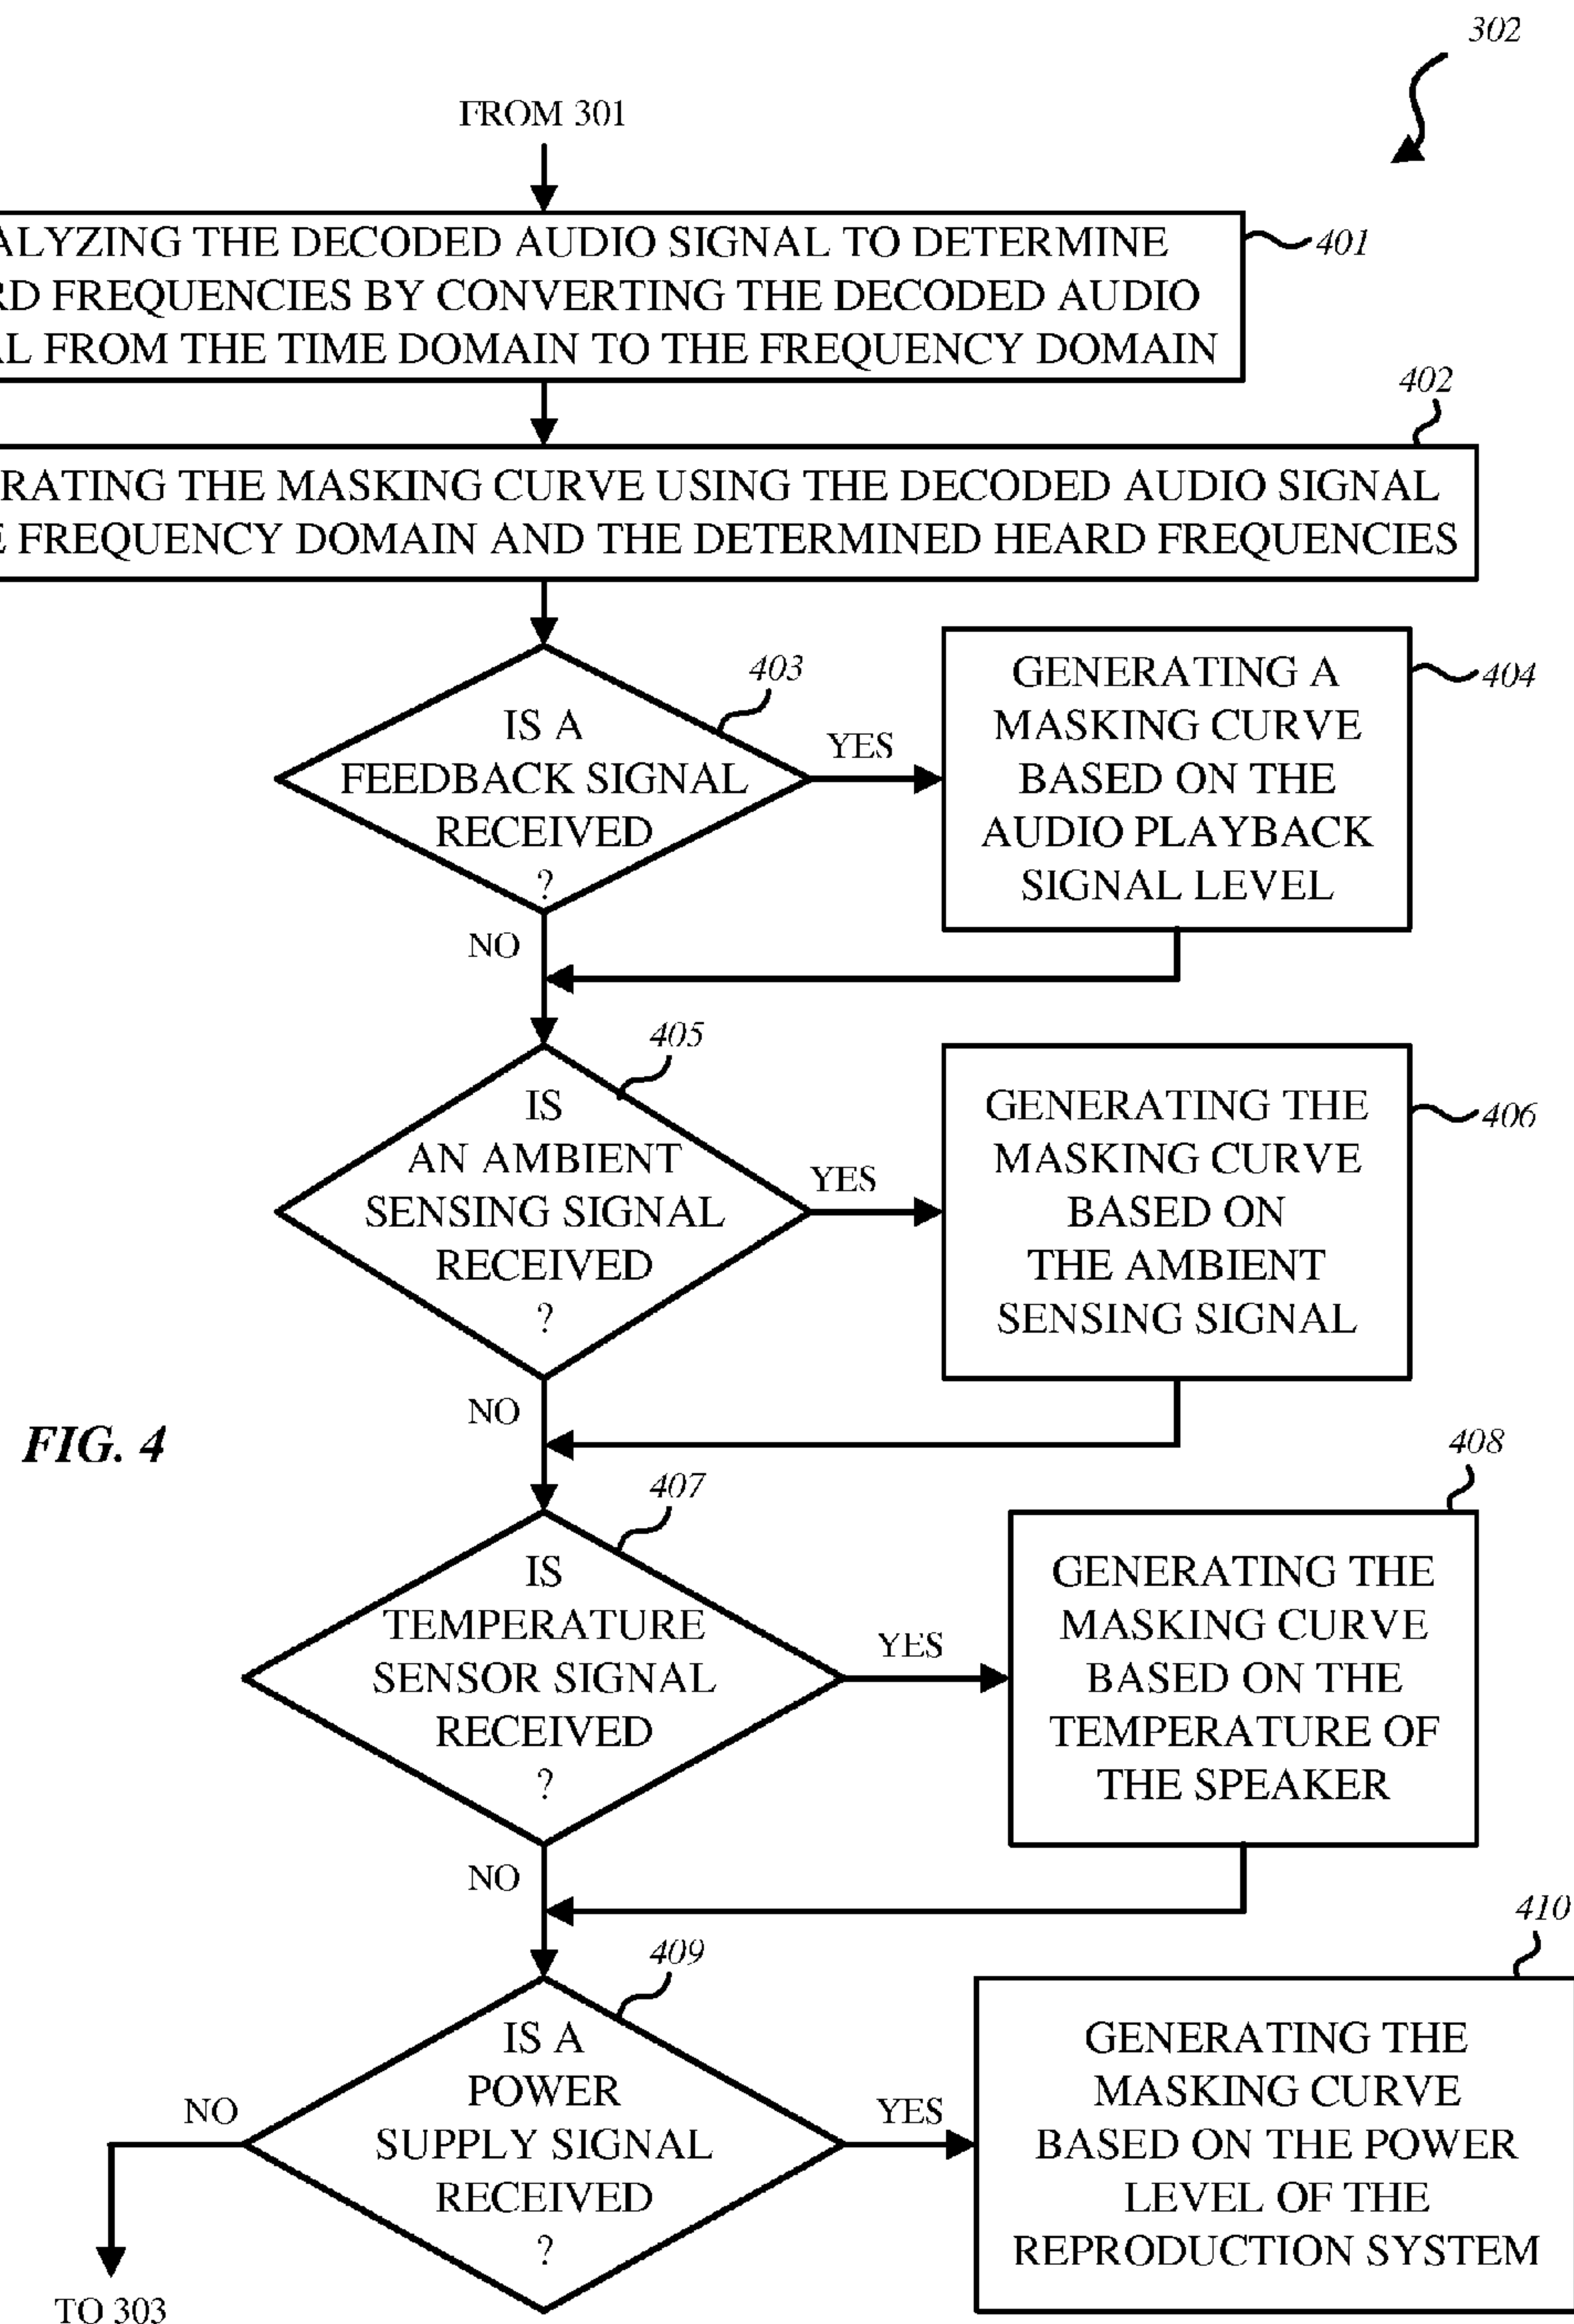 302
FROM 301
ALYZING THE DECODED AUDIO SIGNAL TO DETERMINE
RD FREQUENCIES BY CONVERTING THE DECODED AUDIO
AL FROM THE TIME DOMAIN TO THE FREQUENCY DOMAIN
401
402
RATING THE MASKING CURVE USING THE DECODED AUDIO SIGNAL
E FREQUENCY DOMAIN AND THE DETERMINED HEARD FREQUENCIES
403
IS A
FEEDBACK SIGNAL
RECEIVED
?
YES
NO
GENERATING A
MASKING CURVE
BASED ON THE
AUDIO PLAYBACK
SIGNAL LEVEL
404
405
IS
AN AMBIENT
SENSING SIGNAL
RECEIVED
?
YES
NO
GENERATING THE
MASKING CURVE
BASED ON
THE AMBIENT
SENSING SIGNAL
406
FIG. 4
407
IS
TEMPERATURE
SENSOR SIGNAL
RECEIVED
?
YES
NO
408
GENERATING THE
MASKING CURVE
BASED ON THE
TEMPERATURE OF
THE SPEAKER
409
IS A
POWER
SUPPLY SIGNAL
RECEIVED
?
NO
YES
410
GENERATING THE
MASKING CURVE
BASED ON THE POWER
LEVEL OF THE
REPRODUCTION SYSTEM
TO 303